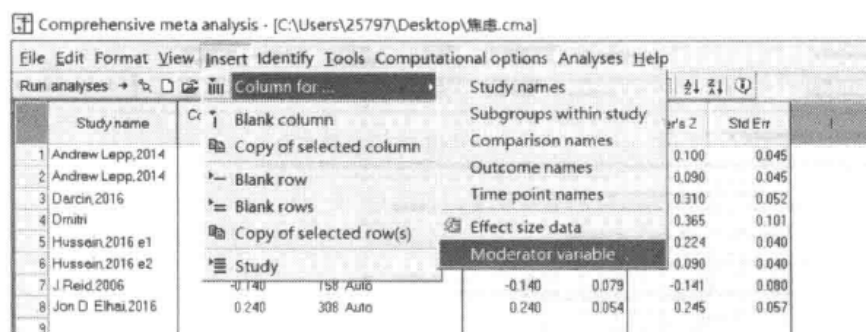 Comprehensive meta analysis - [C:\Users\25797\Desktop\焦虑.cma]
File Edit Format View Insert Identify Tools Computational options Analyses Help
Run analyses
Column for ...
Study names
Study name
Blank column
Subgroups within study
er's Z
Std Err
Copy of selected column
Comparison names
1 Andrew Lepp,2014 0.100 0.045
2 Andrew Lepp,2014 0.090 0.045
Blank row
Outcome names
3 Darcin,2016 0.310 0.052
Blank rows
Time point names
4 Dmitri 0.365 0.101
Copy of selected row(s)
Effect size data
5 Hussein,2016 e1 0.224 0.040
Study
Moderator variable
6 Hussein,2016 e2 0.090 0.040
7 J.Reid,2006 -0.140 158 Auto -0.140 0.079 -0.141 0.080
8 Jon D. Elhai,2016 0.240 308 Auto 0.240 0.054 0.245 0.057
9